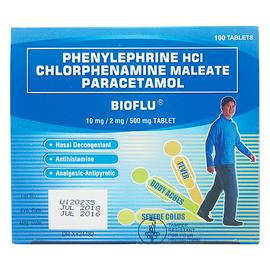 100 TABLETS
PHENYLEPHRINE HCl
CHLORPHENAMINE MALEATE
PARACETAMOL
BIOFLU®
10 mg / 2 mg / 500 mg TABLET
• Nasal Decongestant
• Antihistamine
• Analgesic-Antipyretic
FEVER
BODY ACHES
SEVERE COLDS
U120235
JUL 2018
JUL 2016